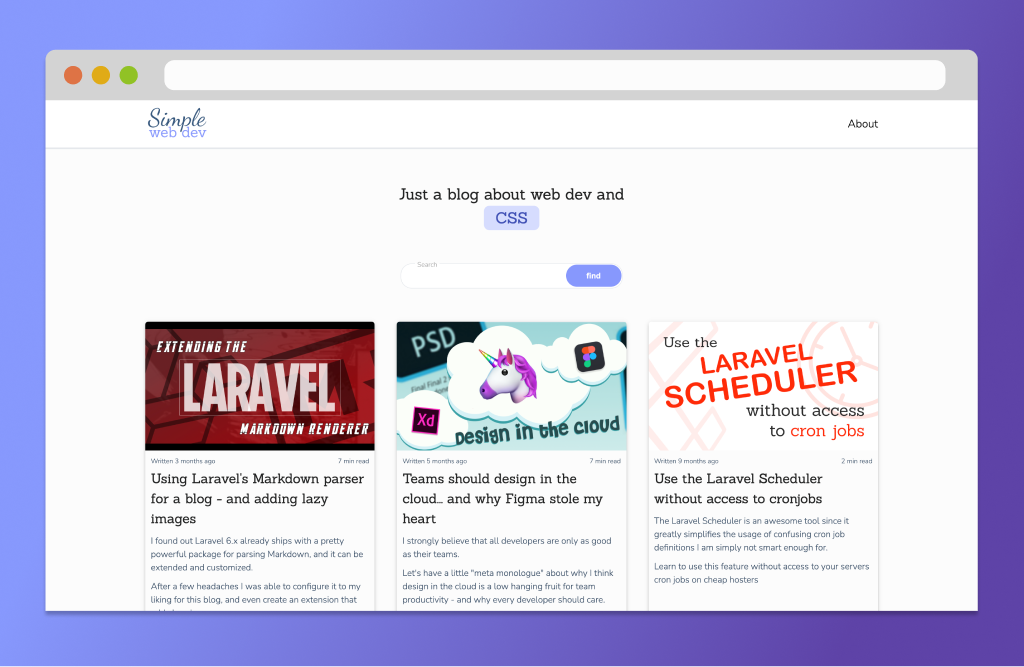 Simple
web dev
About
Just a blog about web dev and
CSS
Search
find
EXTENDING THE
LARAVEL
MARKDOWN RENDERER
Written 3 months ago
7 min read
Using Laravel's Markdown parser
for a blog - and adding lazy
images
I found out Laravel 6.x already ships with a pretty
powerful package for parsing Markdown, and it can be
extended and customized.
After a few headaches I was able to configure it to my
liking for this blog, and even create an extension that
PSD
Final Final 2
Xd
Design in the cloud
Written 5 months ago
7 min read
Teams should design in the
cloud... and why Figma stole my
heart
I strongly believe that all developers are only as good
as their teams.
Let's have a little "meta monologue" about why I think
design in the cloud is a low hanging fruit for team
productivity - and why every developer should care.
Use the
LARAVEL
SCHEDULER
without access
to cron jobs
Written 9 months ago
2 min read
Use the Laravel Scheduler
without access to cronjobs
The Laravel Scheduler is an awesome tool since it
greatly simplifies the usage of confusing cron job
definitions I am simply not smart enough for.
Learn to use this feature without access to your servers
cron jobs on cheap hosters